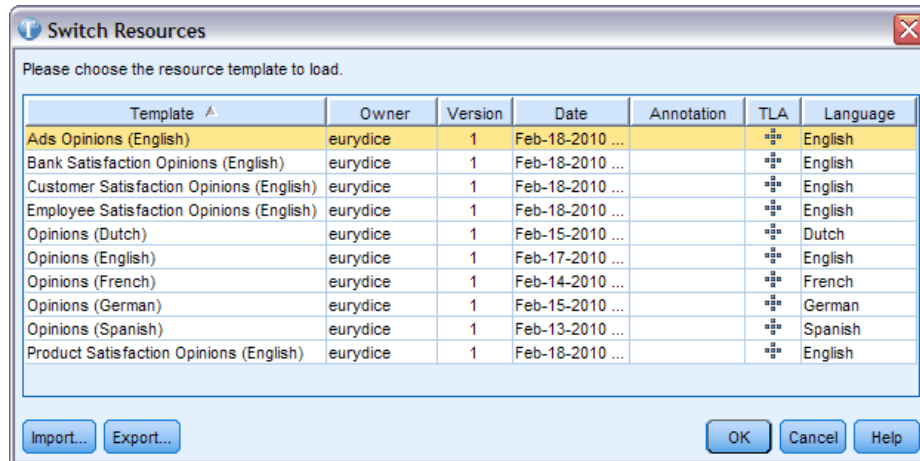 Switch Resources
Please choose the resource template to load.
Template Owner Version Date Annotation TLA Language
Ads Opinions (English) eurydice 1 Feb-18-2010 ... English
Bank Satisfaction Opinions (English) eurydice 1 Feb-18-2010 ... English
Customer Satisfaction Opinions (English) eurydice 1 Feb-18-2010 ... English
Employee Satisfaction Opinions (English) eurydice 1 Feb-18-2010 ... English
Opinions (Dutch) eurydice 1 Feb-15-2010 ... Dutch
Opinions (English) eurydice 1 Feb-17-2010 ... English
Opinions (French) eurydice 1 Feb-14-2010 ... French
Opinions (German) eurydice 1 Feb-15-2010 ... German
Opinions (Spanish) eurydice 1 Feb-13-2010 ... Spanish
Product Satisfaction Opinions (English) eurydice 1 Feb-18-2010 ... English
Import... Export... OK Cancel Help